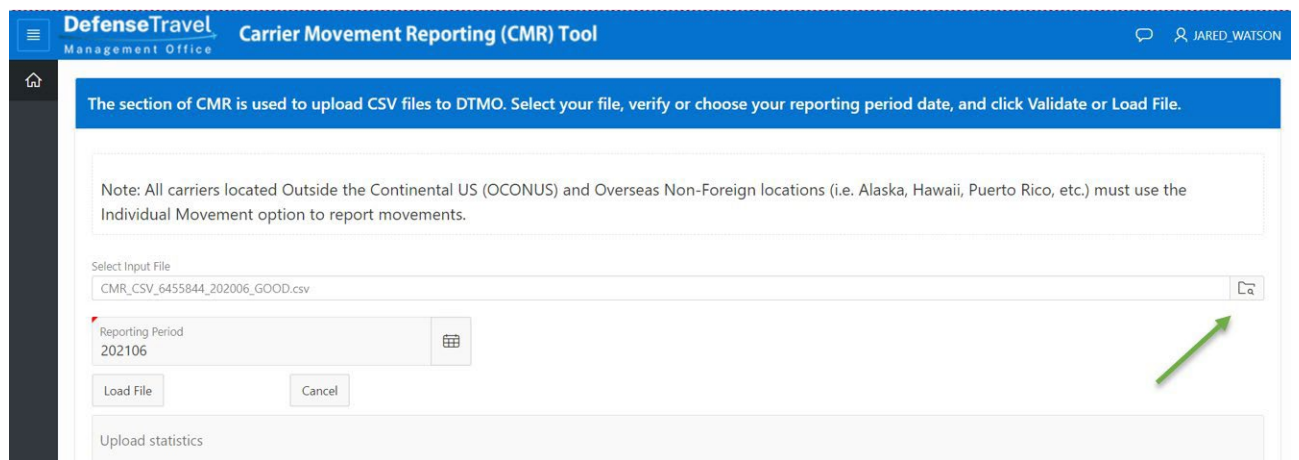 DefenseTravel
Management Office
Carrier Movement Reporting (CMR) Tool
JARED_WATSON
The section of CMR is used to upload CSV files to DTMO. Select your file, verify or choose your reporting period date, and click Validate or Load File.
Note: All carriers located Outside the Continental US (OCONUS) and Overseas Non-Foreign locations (i.e. Alaska, Hawaii, Puerto Rico, etc.) must use the
Individual Movement option to report movements.
Select Input File
CMR_CSV_6455844_202006_GOOD.csv
Reporting Period
202106
Load File
Cancel
Upload statistics